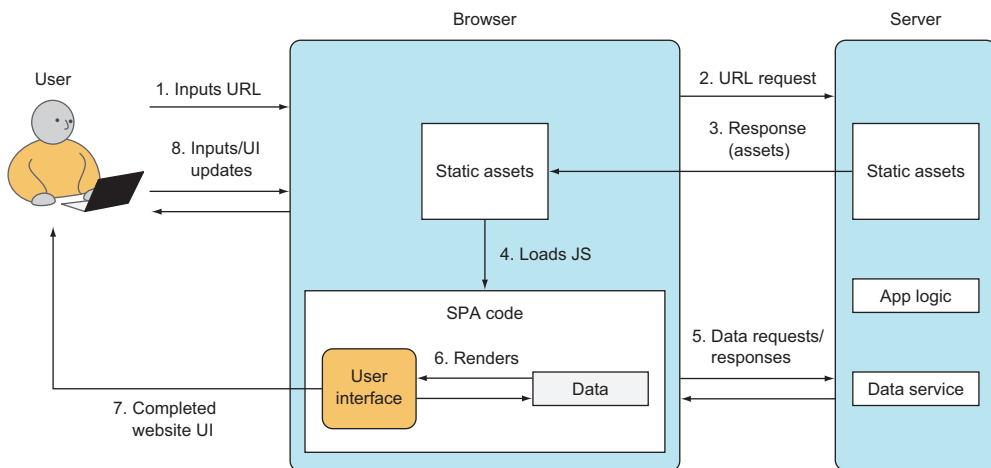 Browser
Server
User
1. Inputs URL
2. URL request
3. Response
(assets)
8. Inputs/UI
updates
Static assets
Static assets
4. Loads JS
App logic
SPA code
5. Data requests/
responses
6. Renders
User
interface
Data
Data service
7. Completed
website UI